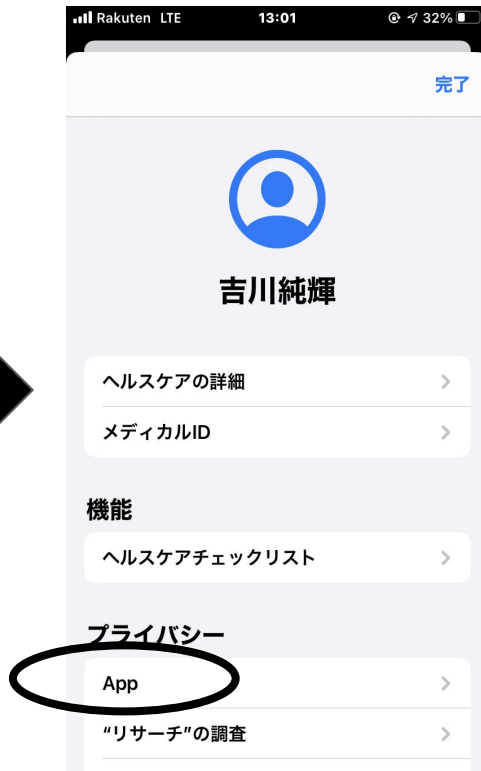 Rakuten LTE 13:01 32%
完了
吉川純輝
ヘルスケアの詳細
メディカルID
機能
ヘルスケアチェックリスト
プライバシー
App
“リサーチ”の調査